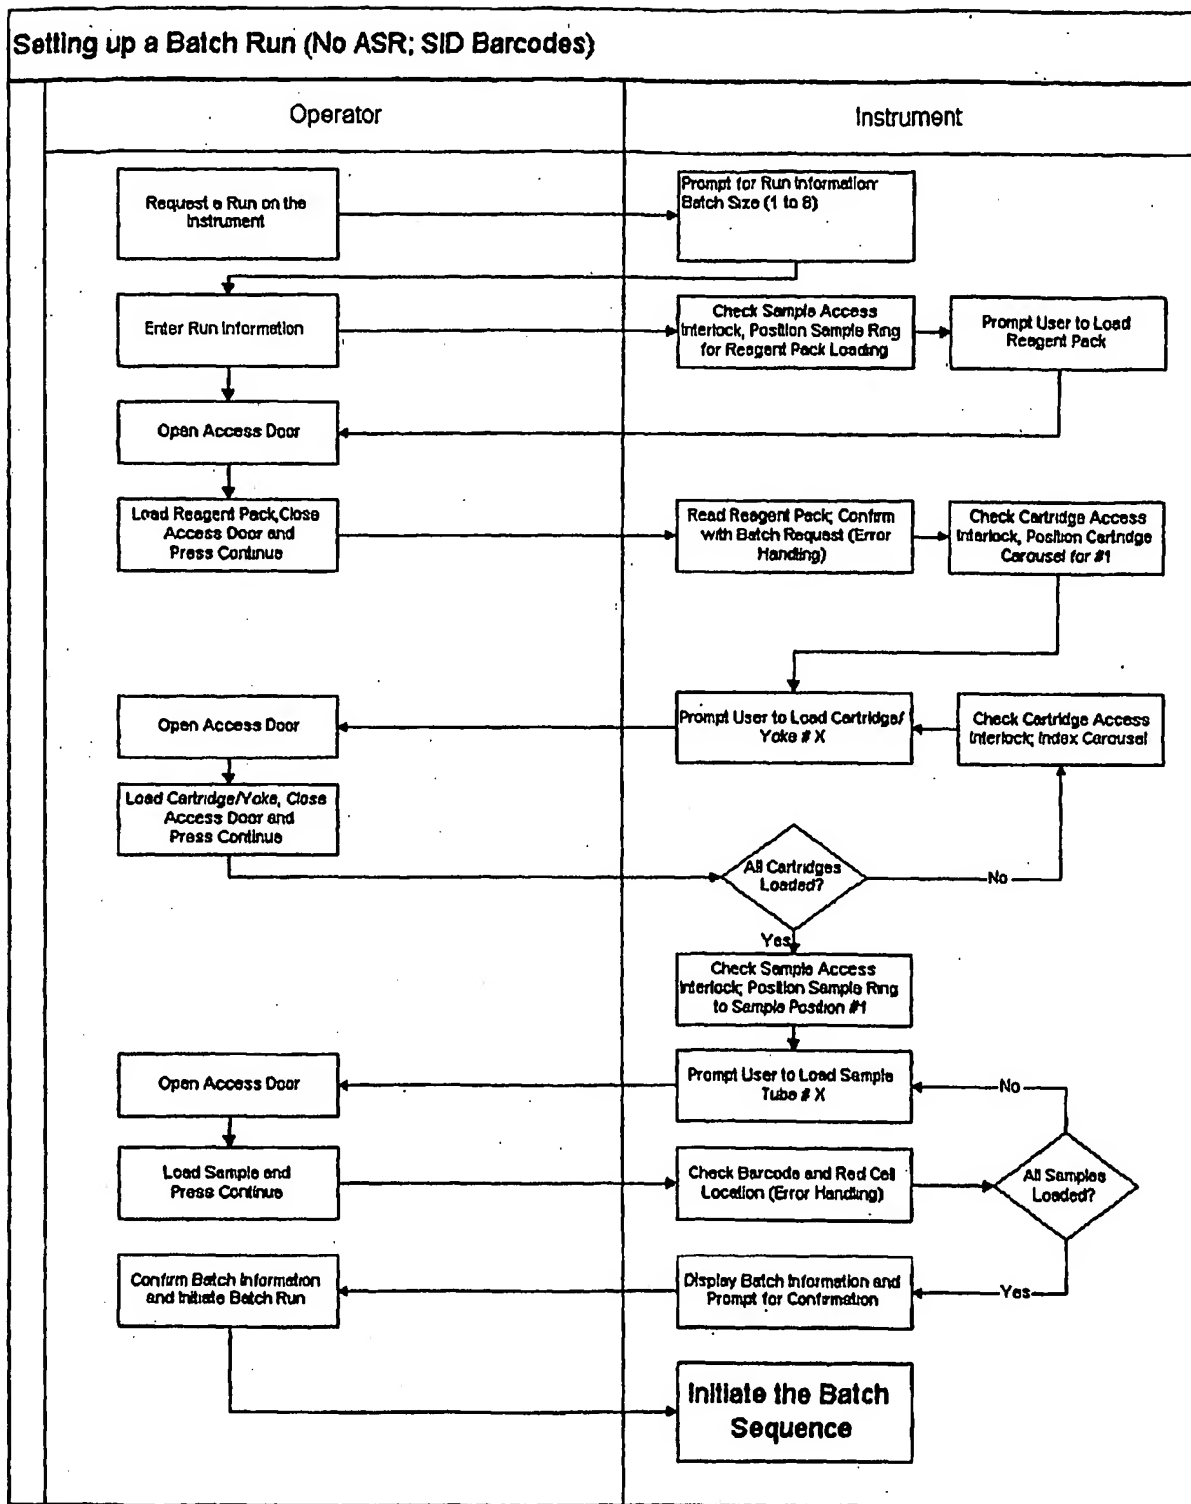 Setting up a Batch Run (No ASR; SID Barcodes)
Operator
Instrument
Request a Run on the
Instrument
Prompt for Run Information
Batch Size (1 to 8)
Enter Run Information
Check Sample Access
Interlock, Position Sample Ring
for Reagent Pack Loading
Prompt User to Load
Reagent Pack
Open Access Door
Load Reagent Pack, Close
Access Door and
Press Continue
Read Reagent Pack; Confirm
with Batch Request (Error
Handling)
Check Cartridge Access
Interlock, Position Cartridge
Carousel for #1
Open Access Door
Prompt User to Load Cartridge/
Yoke # X
Check Cartridge Access
Interlock; Index Carousel
Load Cartridge/Yoke, Close
Access Door and
Press Continue
All Cartridges
Loaded?
No
Yes
Check Sample Access
Interlock; Position Sample Ring
to Sample Position #1
Open Access Door
Prompt User to Load Sample
Tube # X
No
Load Sample and
Press Continue
Check Barcode and Red Cell
Location (Error Handling)
All Samples
Loaded?
Confirm Batch Information
and Initiate Batch Run
Display Batch Information and
Prompt for Confirmation
Yes
Initiate the Batch
Sequence